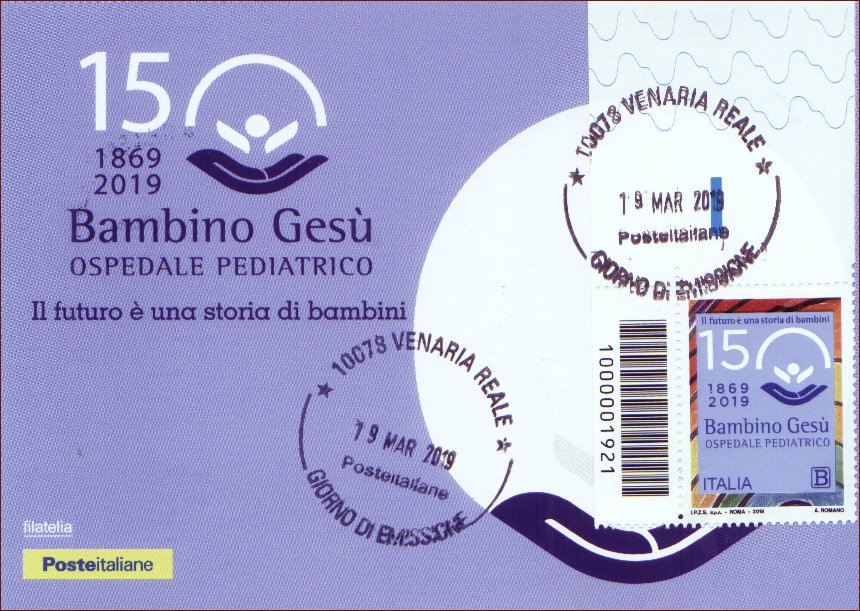 150
1869
2019
Bambino Gesù
OSPEDALE PEDIATRICO
Il futuro è una storia di bambini
10078 VENARIA REALE
19 MAR 2019
Posteitaliane
GIORNO DI EMISSIONE
10078 VENARIA REALE
19 MAR 2019
Posteitaliane
GIORNO DI EMISSIONE
1000001921
Il futuro è una storia di bambini
150
1869
2019
Bambino Gesù
OSPEDALE PEDIATRICO
ITALIA B
I.P.Z.S. S.p.A. - ROMA - 2019 A. ROMANO
filatelia
Posteitaliane